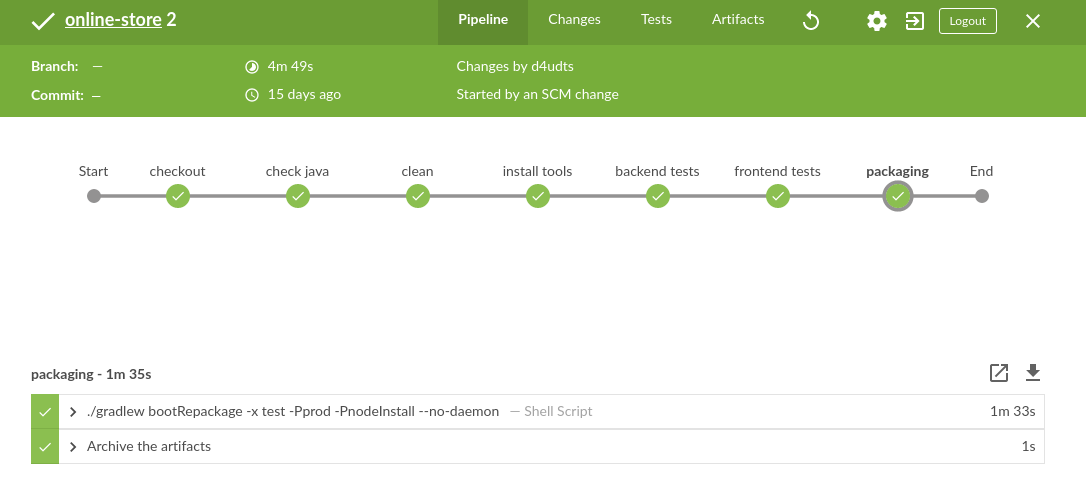 online-store 2 Pipeline Changes Tests Artifacts Logout
Branch: — 4m 49s Changes by d4udts
Commit: — 15 days ago Started by an SCM change
Start checkout check java clean install tools backend tests frontend tests packaging End
packaging - 1m 35s
./gradlew bootRepackage -x test -Pprod -PnodeInstall --no-daemon — Shell Script 1m 33s
Archive the artifacts 1s